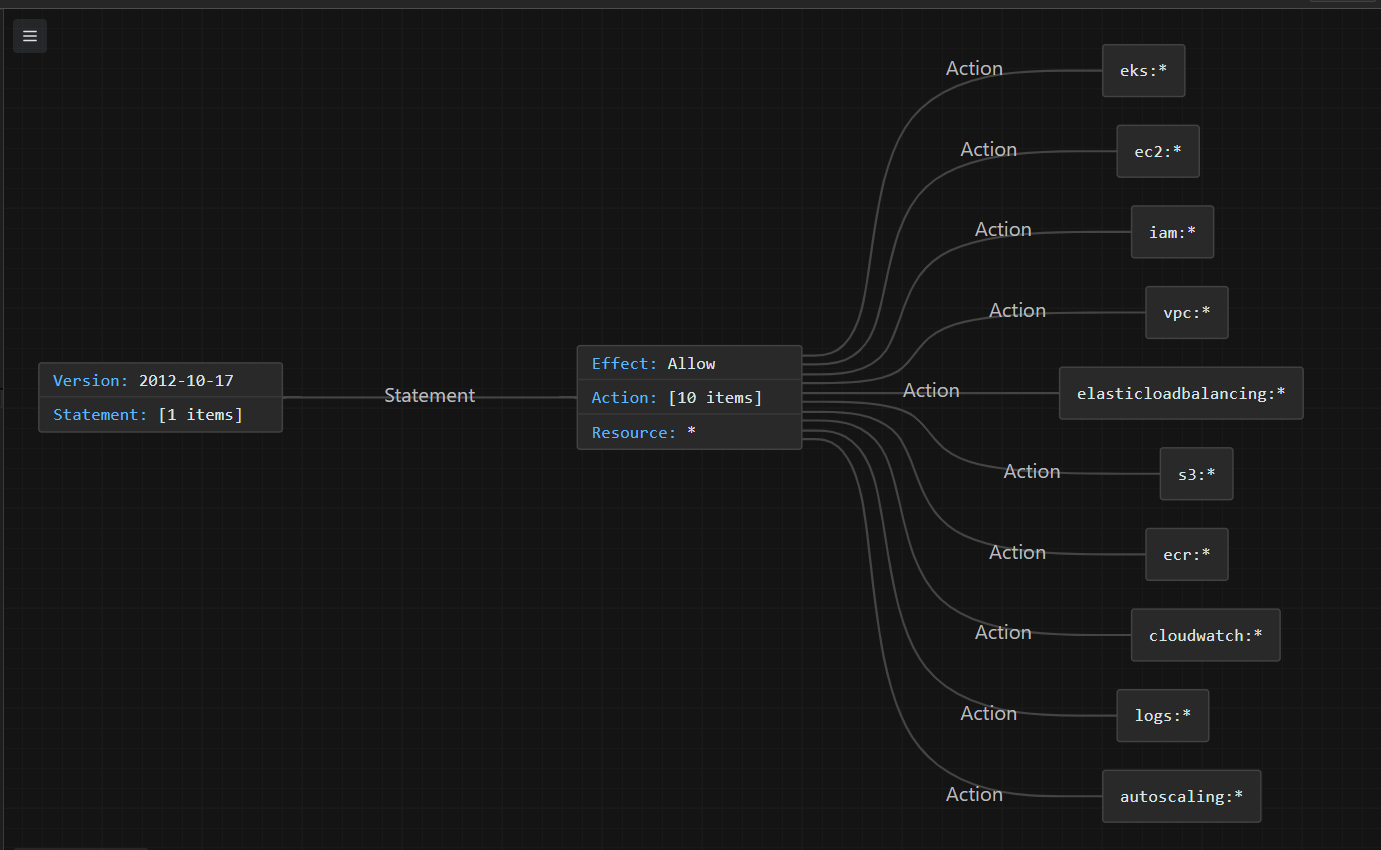 Version: 2012-10-17
Statement: [1 items]
Statement
Effect: Allow
Action: [10 items]
Resource: *
Action
eks:*
Action
ec2:*
Action
iam:*
Action
vpc:*
Action
elasticloadbalancing:*
Action
s3:*
Action
ecr:*
Action
cloudwatch:*
Action
logs:*
Action
autoscaling:*